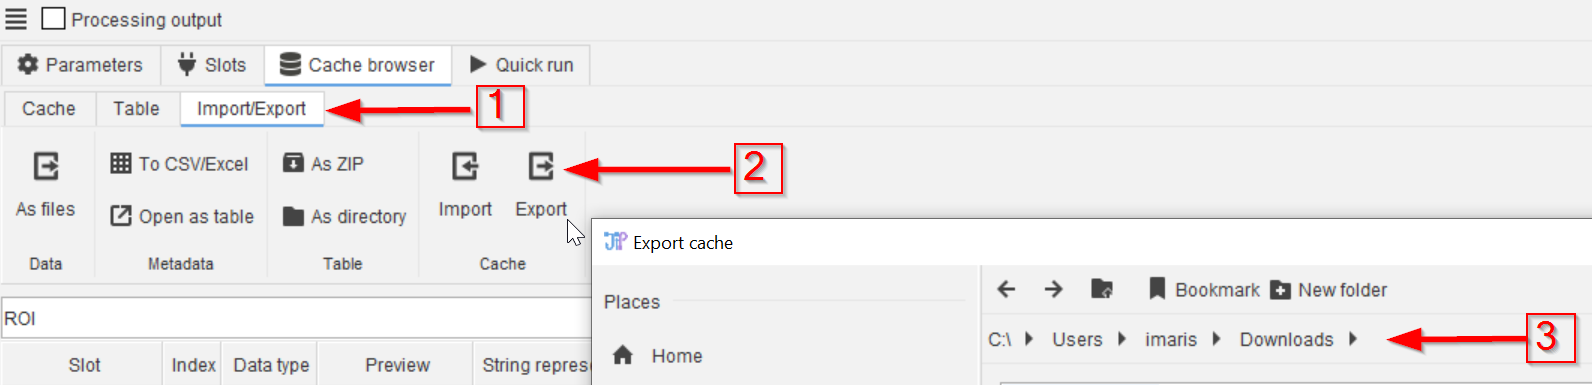 Processing output
Parameters Slots Cache browser Quick run
Cache Table Import/Export 1
To CSV/Excel As ZIP 2
As files Open as table As directory Import Export
Data Metadata Table Cache
JIP Export cache
Places
Bookmark New folder
ROI
C:\ Users imaris Downloads 3
Home
Slot Index Data type Preview String repres